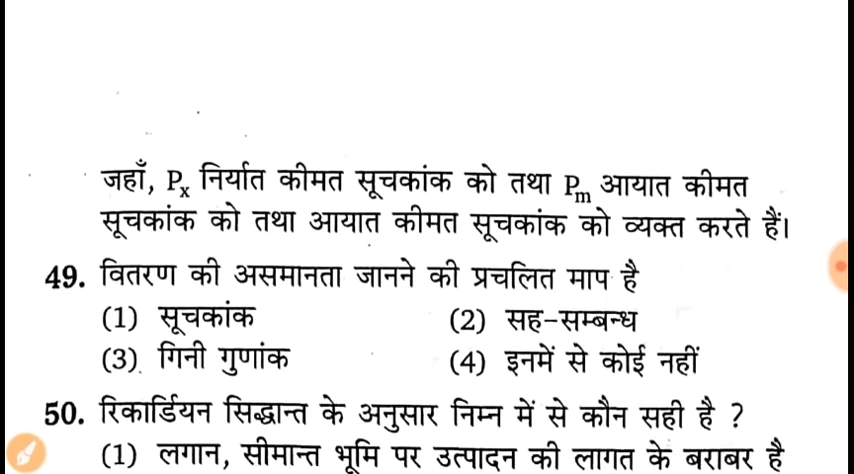 जहाँ, Px निर्यात कीमत सूचकांक को तथा Pm आयात कीमत
सूचकांक को तथा आयात कीमत सूचकांक को व्यक्त करते हैं।
49. वितरण की असमानता जानने की प्रचलित माप है
(1) सूचकांक (2) सह-सम्बन्ध
(3) गिनी गुणांक (4) इनमें से कोई नहीं
50. रिकार्डियन सिद्धान्त के अनुसार निम्न में से कौन सही है ?
(1) लगान, सीमान्त भूमि पर उत्पादन की लागत के बराबर है